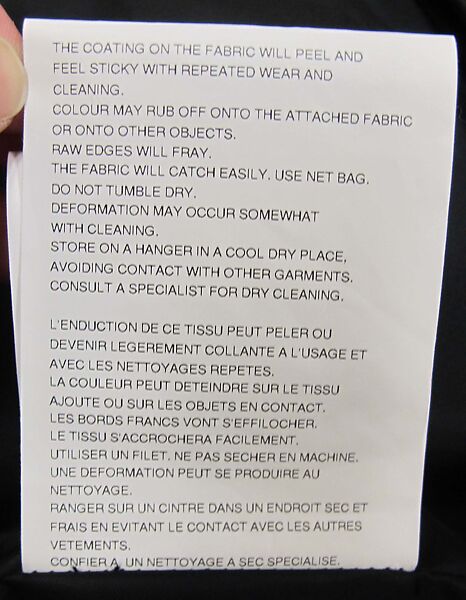 THE COATING ON THE FABRIC WILL PEEL AND
FEEL STICKY WITH REPEATED WEAR AND
CLEANING.
COLOUR MAY RUB OFF ONTO THE ATTACHED FABRIC
OR ONTO OTHER OBJECTS.
RAW EDGES WILL FRAY.
THE FABRIC WILL CATCH EASILY. USE NET BAG.
DO NOT TUMBLE DRY.
DEFORMATION MAY OCCUR SOMEWHAT
WITH CLEANING.
STORE ON A HANGER IN A COOL DRY PLACE,
AVOIDING CONTACT WITH OTHER GARMENTS.
CONSULT A SPECIALIST FOR DRY CLEANING.
L'ENDUCTION DE CE TISSU PEUT PELER OU
DEVENIR LEGEREMENT COLLANTE A L'USAGE ET
AVEC LES NETTOYAGES REPETES.
LA COULEUR PEUT DETEINDRE SUR LE TISSU
AJOUTE OU SUR LES OBJETS EN CONTACT.
LES BORDS FRANCS VONT S'EFFILOCHER.
LE TISSU S'ACCROCHERA FACILEMENT.
UTILISER UN FILET. NE PAS SECHER EN MACHINE.
UNE DEFORMATION PEUT SE PRODUIRE AU
NETTOYAGE.
RANGER SUR UN CINTRE DANS UN ENDROIT SEC ET
FRAIS EN EVITANT LE CONTACT AVEC LES AUTRES
VETEMENTS.
CONFIER A UN NETTOYAGE A SEC SPECIALISE.